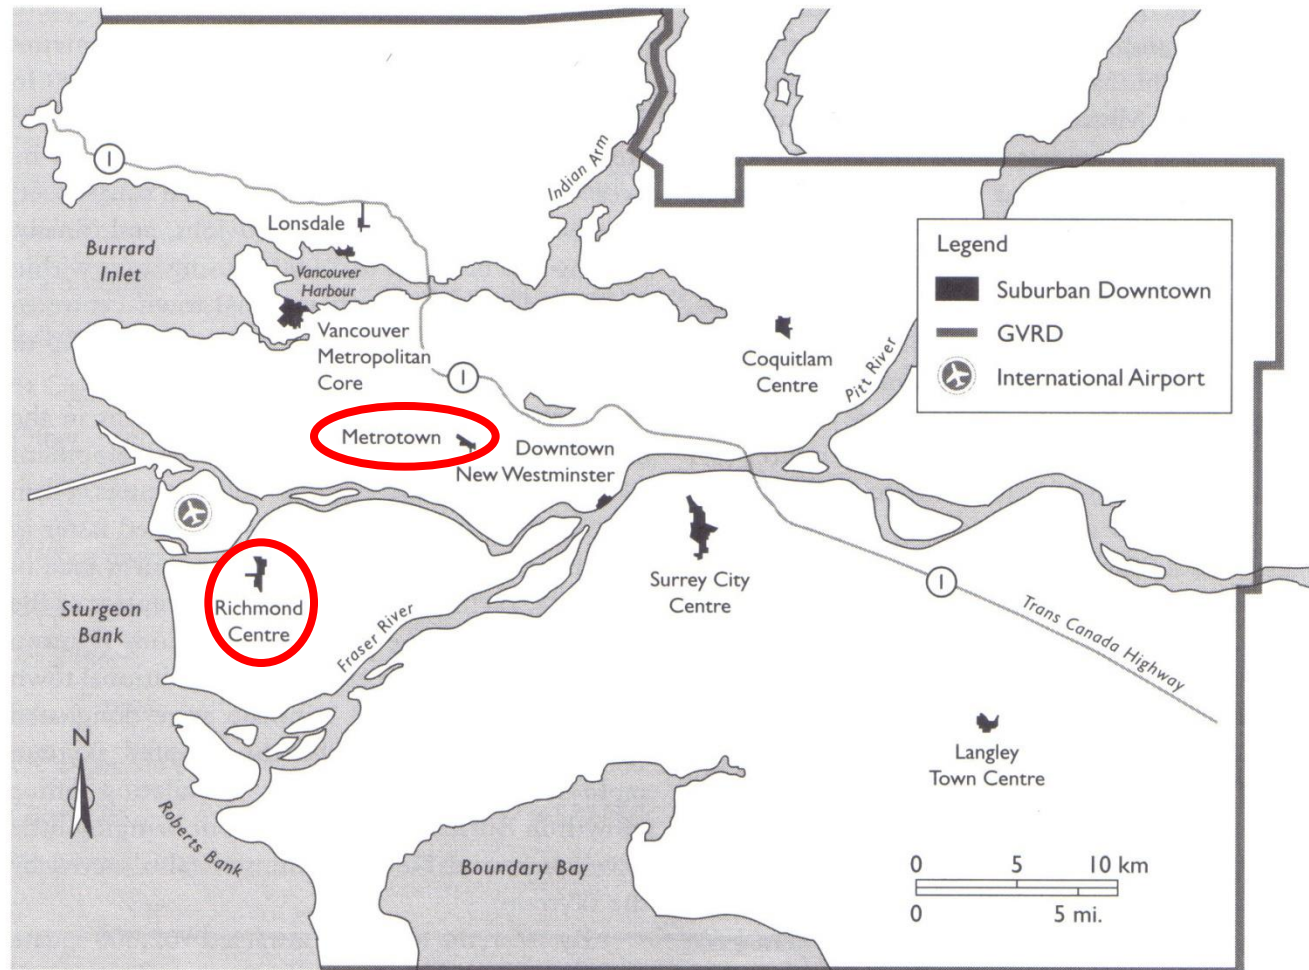 1
Indian Arm
Lonsdale
Burrard
Inlet
Vancouver
Harbour
Legend
Suburban Downtown
GVRD
International Airport
Vancouver
Metropolitan
Core
Coquitlam
Centre
1
Pitt River
Metrotown
Downtown
New Westminster
Surrey City
Centre
1
Richmond
Centre
Sturgeon
Bank
Fraser River
Trans Canada Highway
N
Langley
Town Centre
Roberts Bank
Boundary Bay
0 5 10 km
0 5 mi.